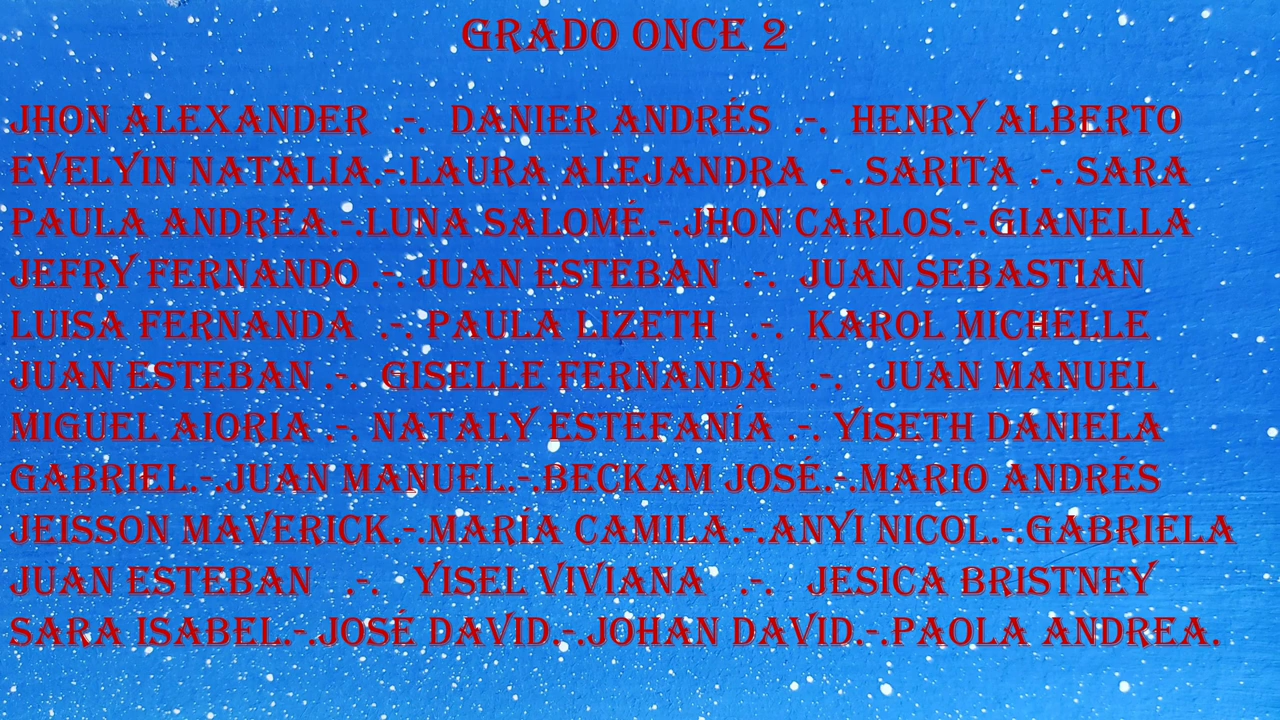 GRADO ONCE 2
JHON ALEXANDER .-. DANIER ANDRÉS .-. HENRY ALBERTO
EVELYIN NATALIA.-.LAURA ALEJANDRA .-. SARITA .-. SARA
PAULA ANDREA.-.LUNA SALOMÉ.-.JHON CARLOS.-.GIANELLA
JEFRY FERNANDO .-. JUAN ESTEBAN .-. JUAN SEBASTIAN
LUISA FERNANDA .-. PAULA LIZETH .-. KAROL MICHELLE
JUAN ESTEBAN .-. GISELLE FERNANDA .-. JUAN MANUEL
MIGUEL AIORIA .-. NATALY ESTEFANÍA .-. YISETH DANIELA
GABRIEL.-.JUAN MANUEL.-.BECKAM JOSÉ.-.MARIO ANDRÉS
JEISSON MAVERICK.-.MARÍA CAMILA.-.ANYI NICOL.-.GABRIELA
JUAN ESTEBAN .-. YISEL VIVIANA .-. JESICA BRISTNEY
SARA ISABEL.-.JOSÉ DAVID.-.JOHAN DAVID.-.PAOLA ANDREA.